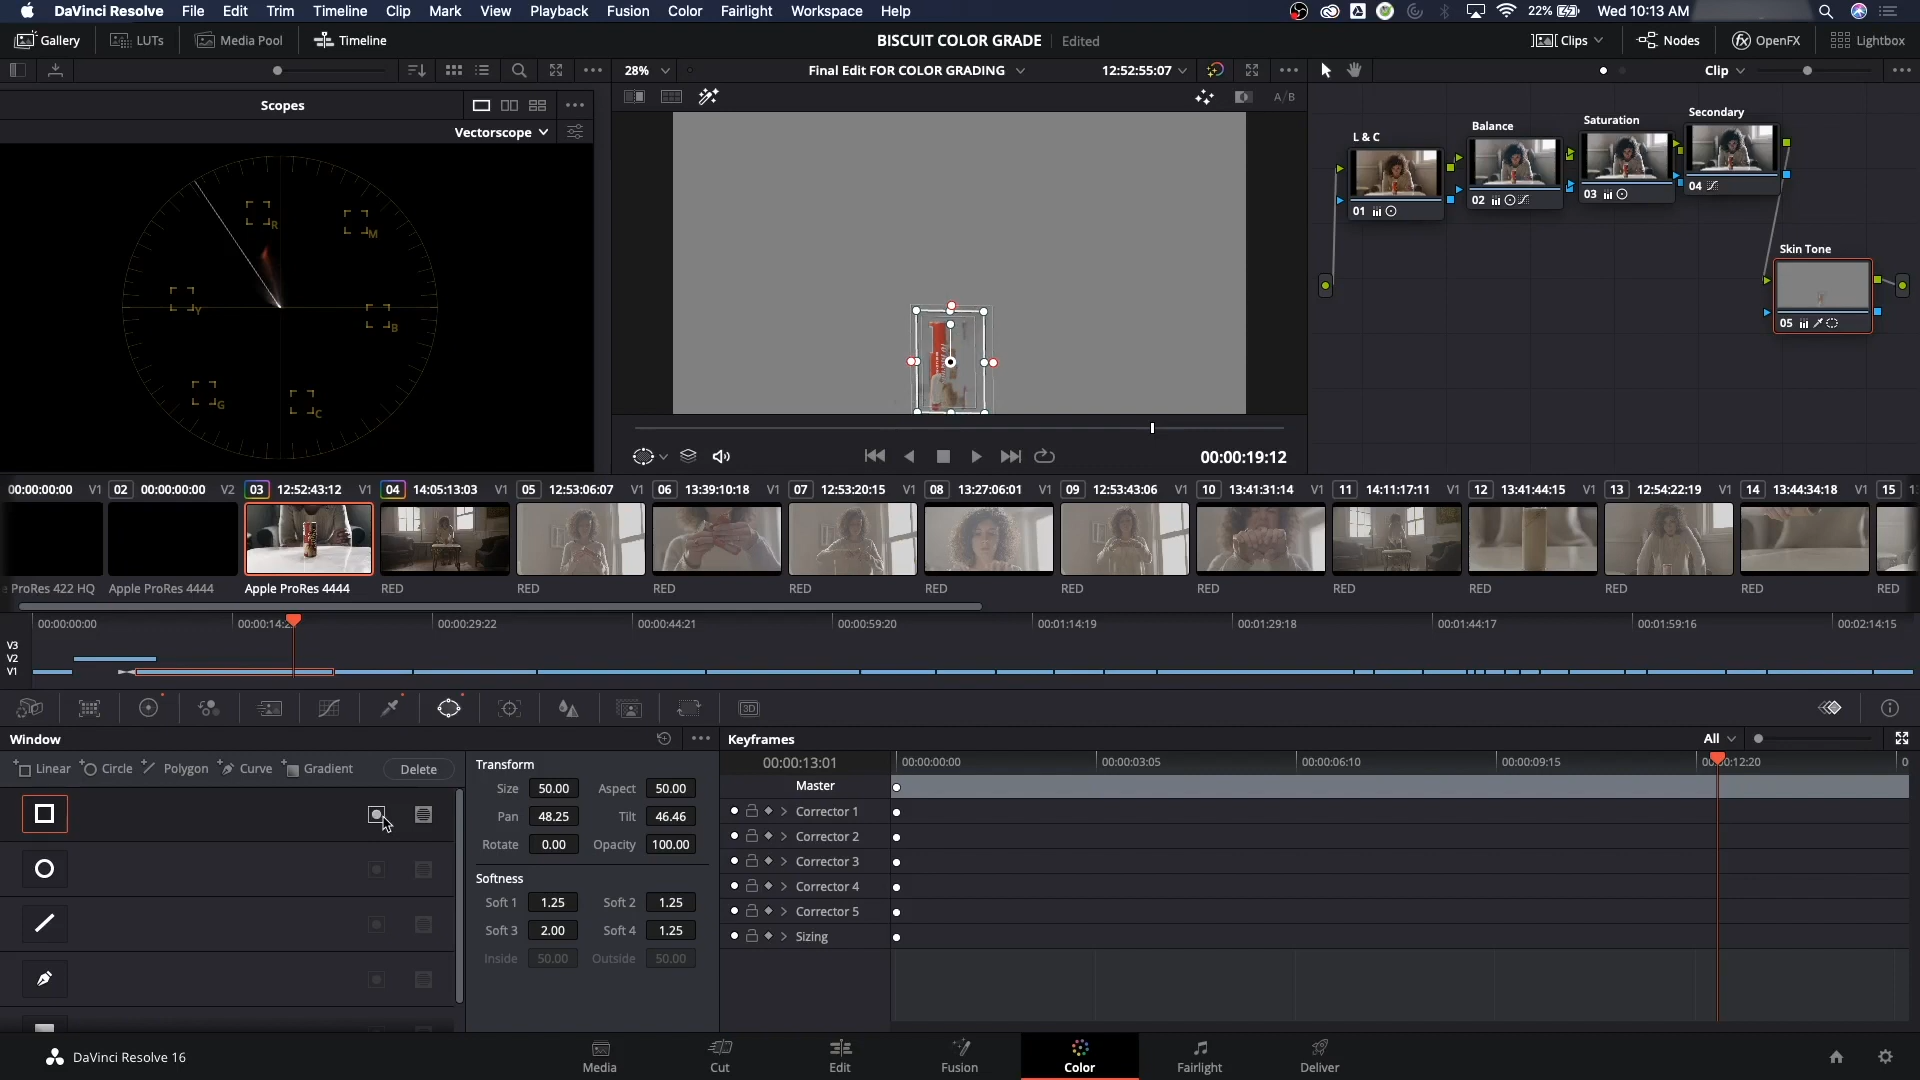 DaVinci Resolve File Edit Trim Timeline Clip Mark View Playback Fusion Color Fairlight Workspace Help 22% Wed 10:13 AM
Gallery LUTs Media Pool Timeline BISCUIT COLOR GRADE Edited Clips Nodes OpenFX Lightbox
28% Final Edit FOR COLOR GRADING 12:52:55:07 Clip
Scopes A/B
Vectorscope
R M B C G Y
L & C Balance Saturation Secondary
01 02 03 04
Skin Tone
05
00:00:19:12
00:00:00:00 V1 02 00:00:00:00 V2 03 12:52:43:12 V1 04 14:05:13:03 V1 05 12:53:06:07 V1 06 13:39:10:18 V1 07 12:53:20:15 V1 08 13:27:06:01 V1 09 12:53:43:06 V1 10 13:41:31:14 V1 11 14:11:17:11 V1 12 13:41:44:15 V1 13 12:54:22:19 V1 14 13:44:34:18 V1 15
ProRes 422 HQ Apple ProRes 4444 Apple ProRes 4444 RED RED RED RED RED RED RED RED RED RED RED RED
00:00:00:00 00:00:14:2 00:00:29:22 00:00:44:21 00:00:59:20 00:01:14:19 00:01:29:18 00:01:44:17 00:01:59:16 00:02:14:15
V3
V2
V1
3D
Window
Linear Circle Polygon Curve Gradient Delete
Transform
Size 50.00 Aspect 50.00
Pan 48.25 Tilt 46.46
Rotate 0.00 Opacity 100.00
Softness
Soft 1 1.25 Soft 2 1.25
Soft 3 2.00 Soft 4 1.25
Inside 50.00 Outside 50.00
Keyframes All
00:00:13:01 00:00:00:00 00:00:03:05 00:00:06:10 00:00:09:15 00:00:12:20
Master
Corrector 1
Corrector 2
Corrector 3
Corrector 4
Corrector 5
Sizing
DaVinci Resolve 16 Media Cut Edit Fusion Color Fairlight Deliver